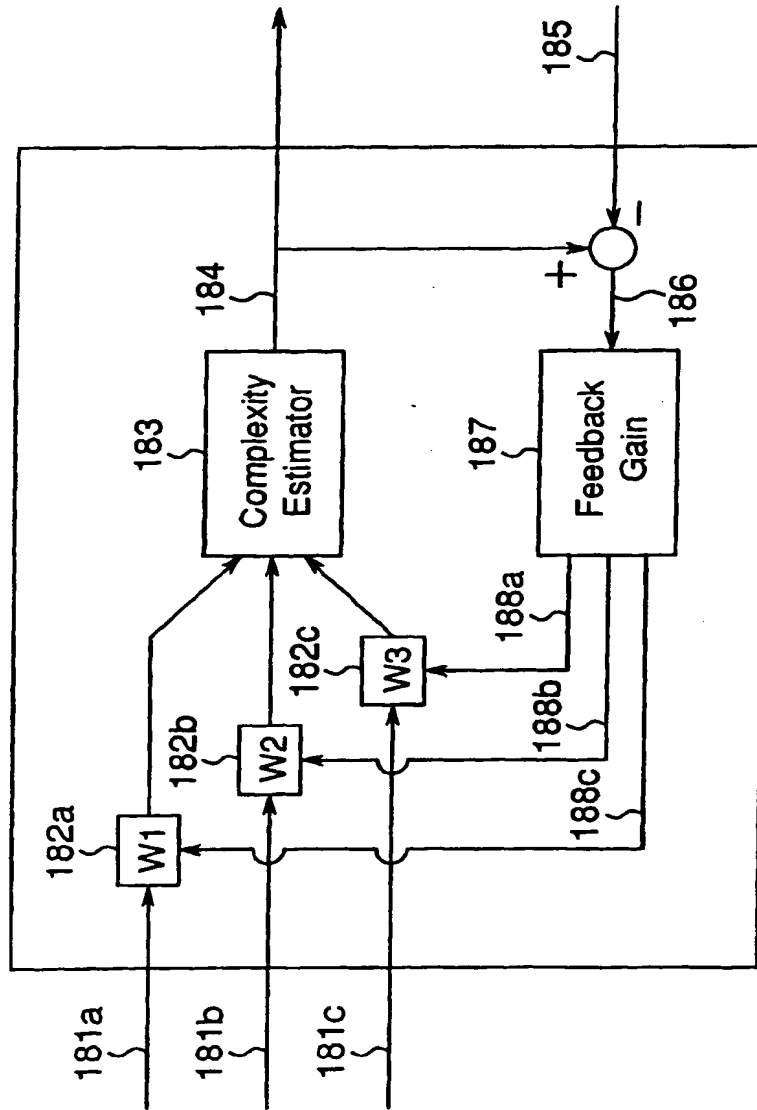 181a
182a
W1
181b
182b
W2
181c
182c
W3
183
Complexity
Estimator
184
185
+
−
186
187
Feedback
Gain
188a
188b
188c